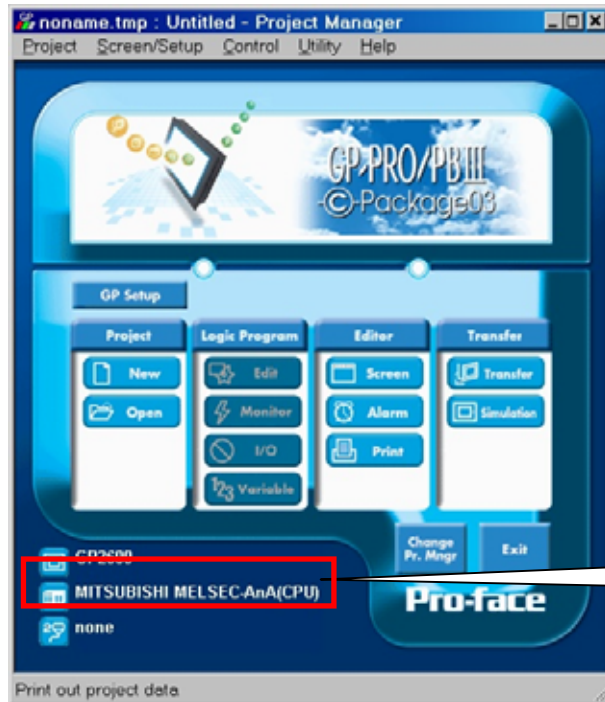 noname.tmp : Untitled - Project Manager
Project Screen/Setup Control Utility Help
GP-PRO/PBIII
-©-Package03
GP Setup
Project Logic Program Editor Transfer
New Edit Screen Transfer
Open Monitor Alarm Simulation
I/O Print
123 Variable
Change Pr. Mngr Exit
MITSUBISHI MELSEC-AnA(CPU)
Pro-face
none
Print out project data